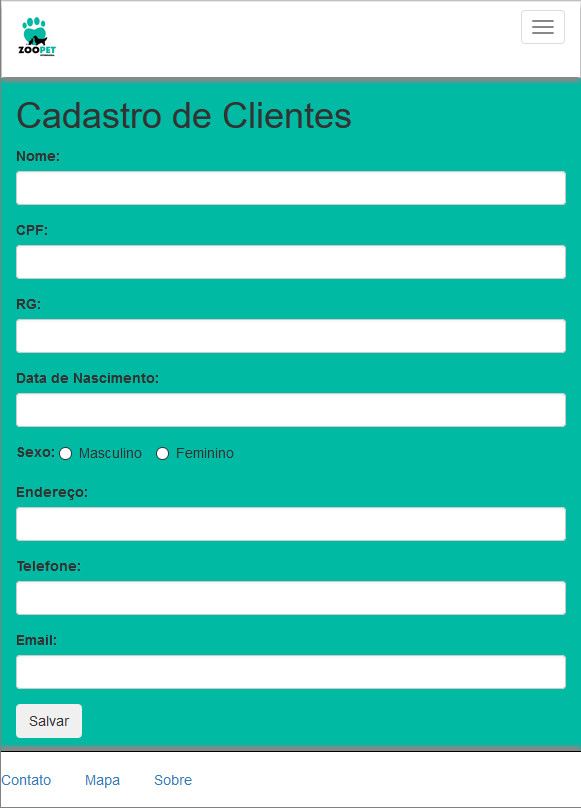 ZOOPET
Cadastro de Clientes
Nome:
CPF:
RG:
Data de Nascimento:
Sexo: Masculino Feminino
Endereço:
Telefone:
Email:
Salvar
Contato Mapa Sobre